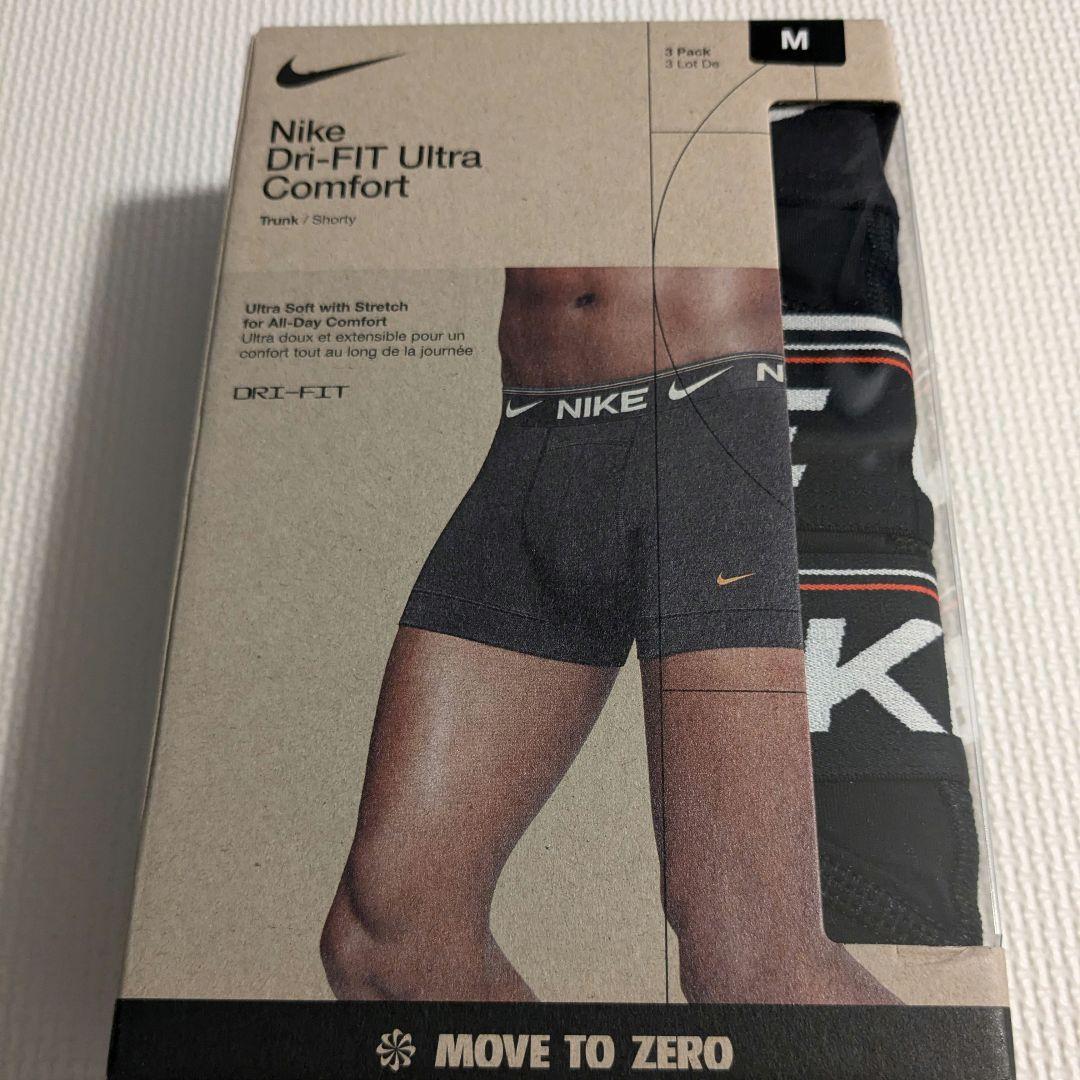 M
3 Pack
3 Lot De
Nike
Dri-FIT Ultra
Comfort
Trunk / Shorty
Ultra Soft with Stretch
for All-Day Comfort
Ultra doux et extensible pour un
confort tout au long de la journée
DRI-FIT
NIKE
N
E
K
MOVE TO ZERO